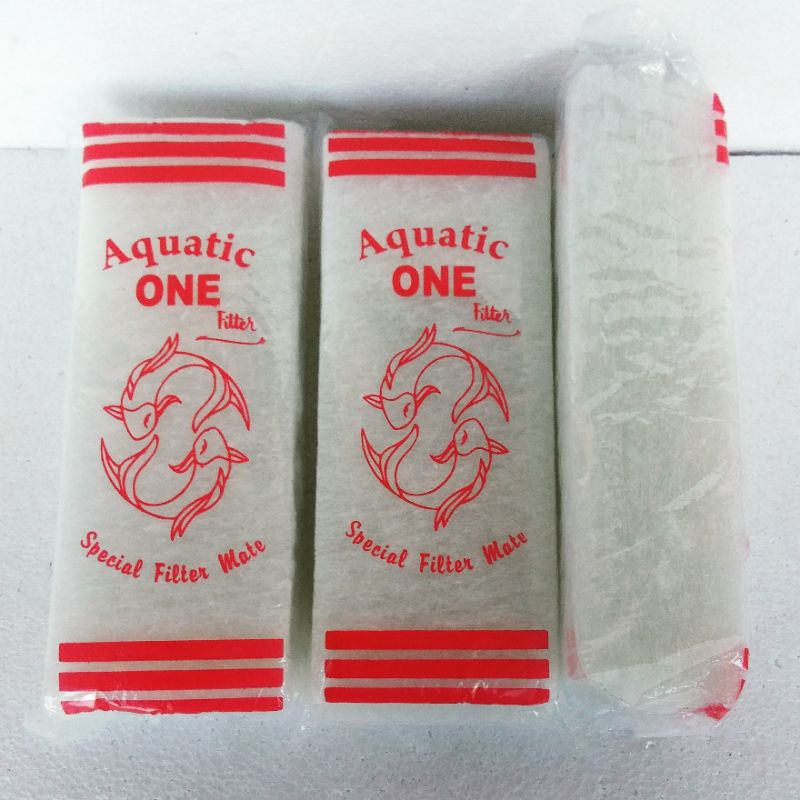 Aquatic
ONE
Filter
Special Filter Mate
Aquatic
ONE
Filter
Special Filter Mate